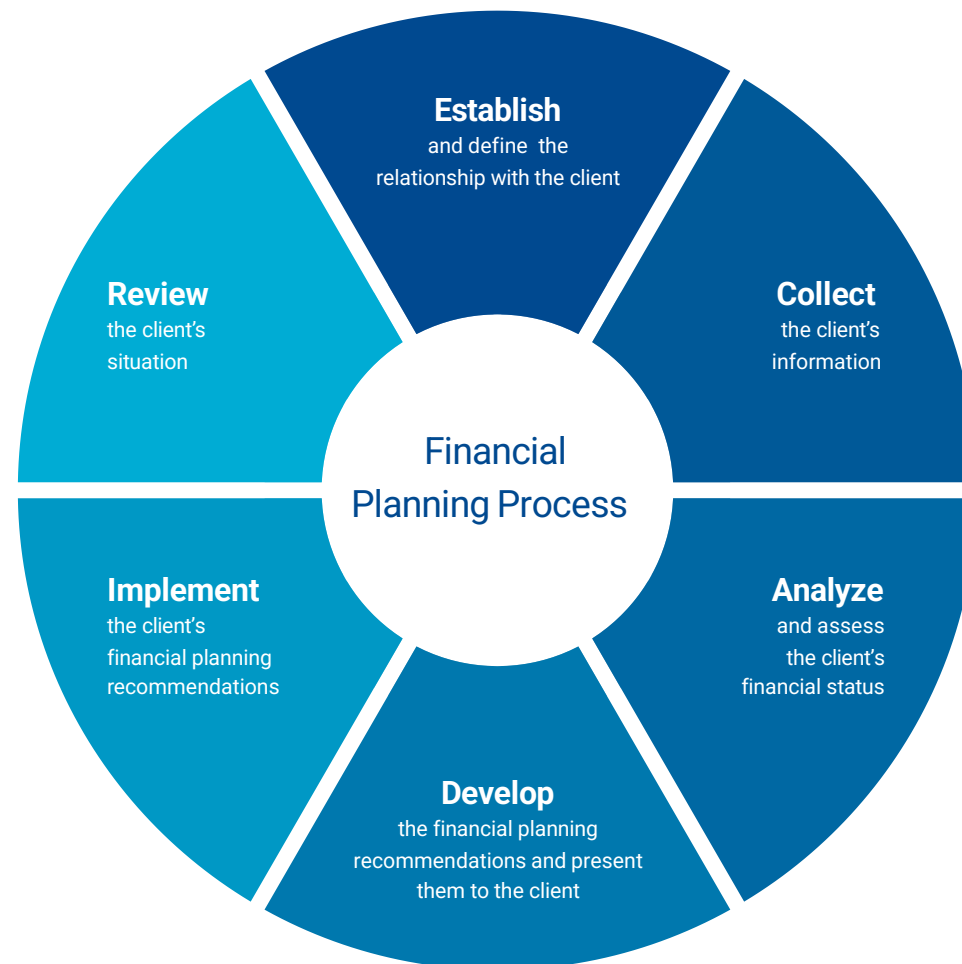 Establish
and define the
relationship with the client
Collect
the client's
information
Analyze
and assess
the client's
financial status
Develop
the financial planning
recommendations and present
them to the client
Implement
the client's
financial planning
recommendations
Review
the client's
situation
Financial
Planning Process